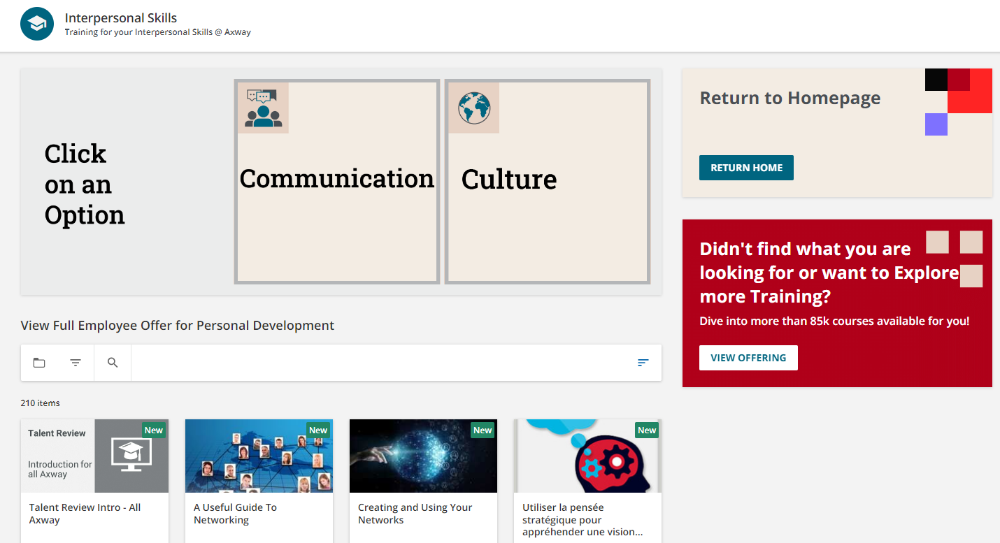 Interpersonal Skills
Training for your Interpersonal Skills @ Axway
Click
on an
Option
Communication
Culture
Return to Homepage
RETURN HOME
Didn't find what you are
looking for or want to Explore
more Training?
Dive into more than 85k courses available for you!
VIEW OFFERING
View Full Employee Offer for Personal Development
210 items
Talent Review
Introduction for
all Axway
New
New
New
New
Talent Review Intro - All
Axway
A Useful Guide To
Networking
Creating and Using Your
Networks
Utiliser la pensée
stratégique pour
appréhender une vision...